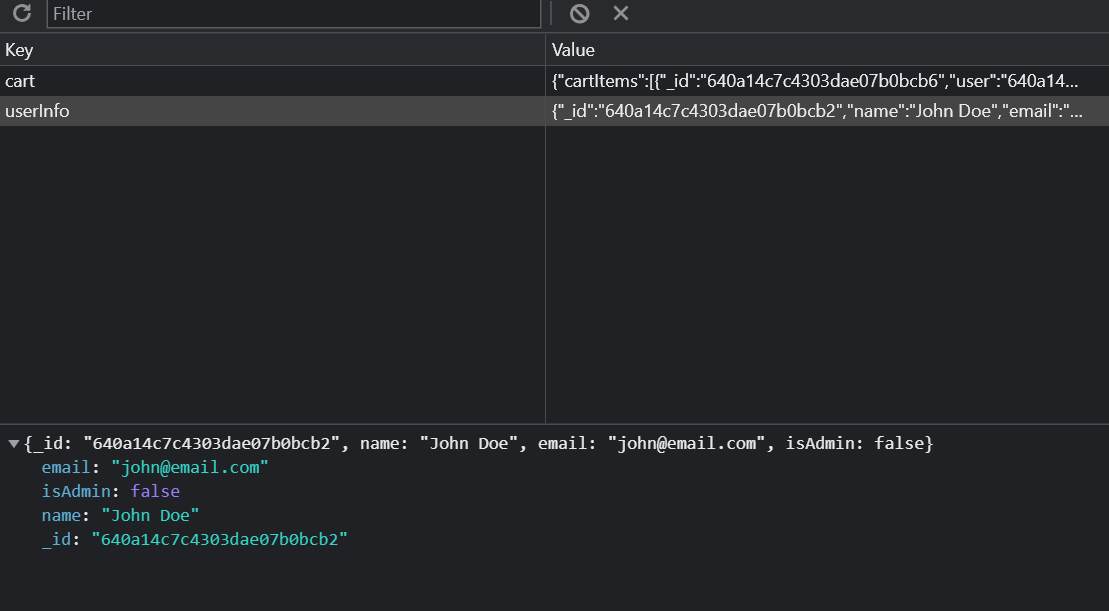 Filter
Key Value
cart {"cartItems":[{"_id":"640a14c7c4303dae07b0bcb6","user":"640a14...
userInfo {"_id":"640a14c7c4303dae07b0bcb2","name":"John Doe","email":"...
{_id: "640a14c7c4303dae07b0bcb2", name: "John Doe", email: "john@email.com", isAdmin: false}
email: "john@email.com"
isAdmin: false
name: "John Doe"
_id: "640a14c7c4303dae07b0bcb2"